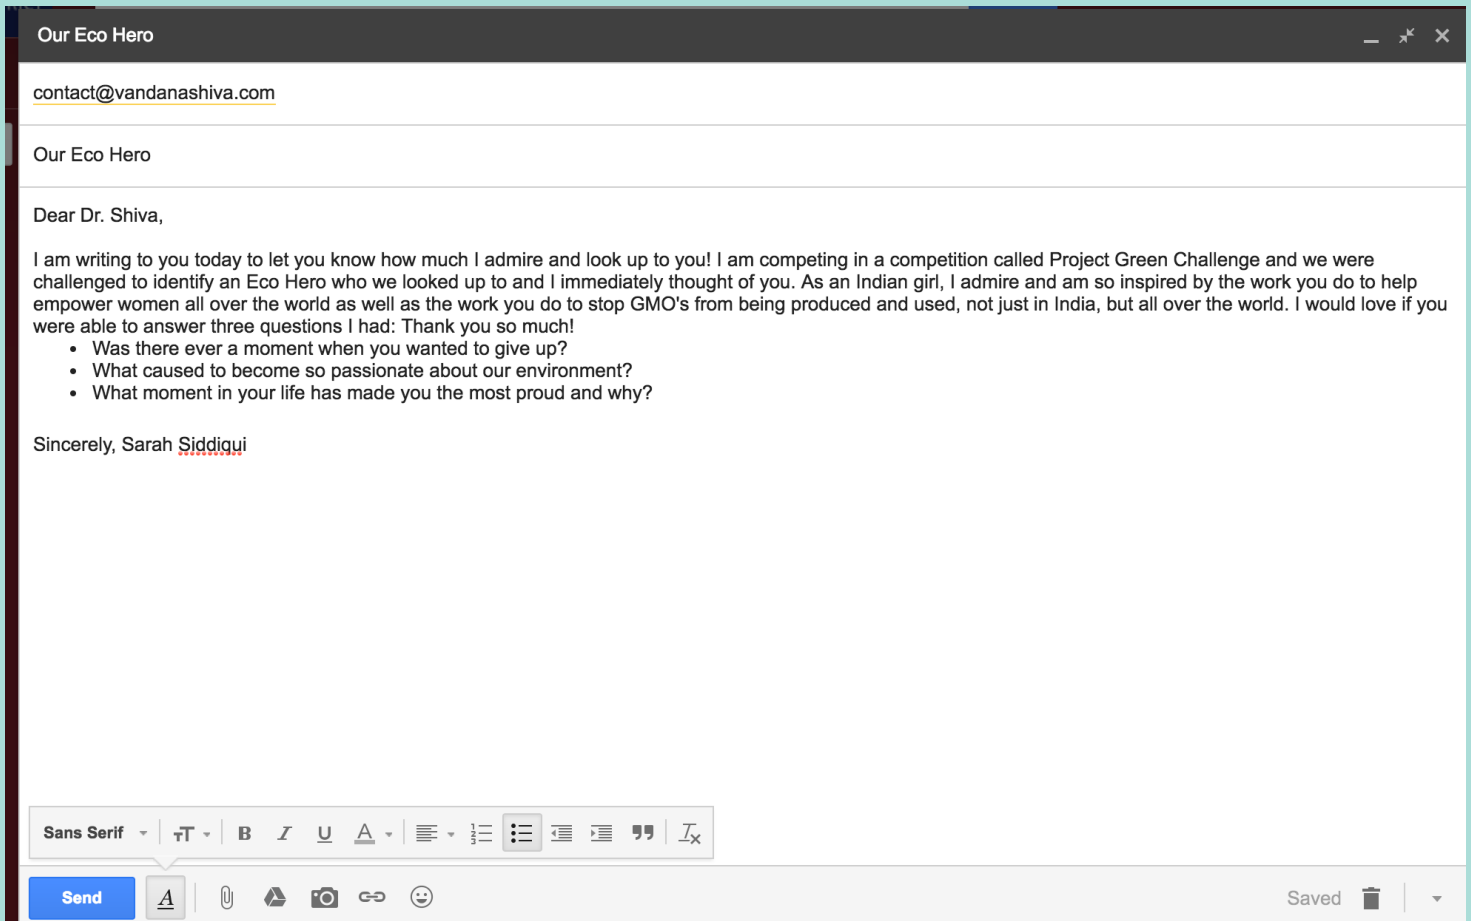 Our Eco Hero
contact@vandanashiva.com
Our Eco Hero
Dear Dr. Shiva,
I am writing to you today to let you know how much I admire and look up to you! I am competing in a competition called Project Green Challenge and we were
challenged to identify an Eco Hero who we looked up to and I immediately thought of you. As an Indian girl, I admire and am so inspired by the work you do to help
empower women all over the world as well as the work you do to stop GMO's from being produced and used, not just in India, but all over the world. I would love if you
were able to answer three questions I had: Thank you so much!
• Was there ever a moment when you wanted to give up?
• What caused to become so passionate about our environment?
• What moment in your life has made you the most proud and why?
Sincerely, Sarah Siddiqui
Sans Serif
Send
Saved